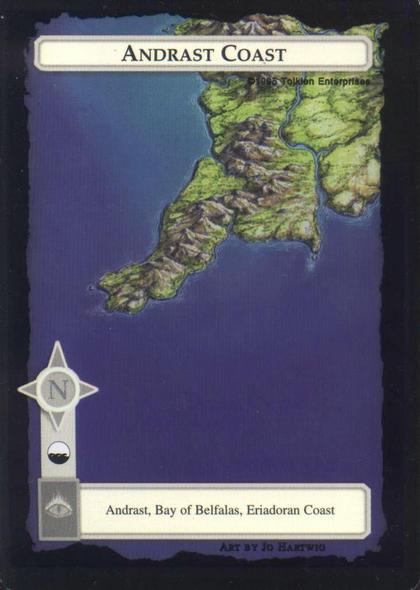 Andrast Coast
©1995 Tolkien Enterprises
N
Andrast, Bay of Belfalas, Eriadoran Coast
Art by Jo Hartwig